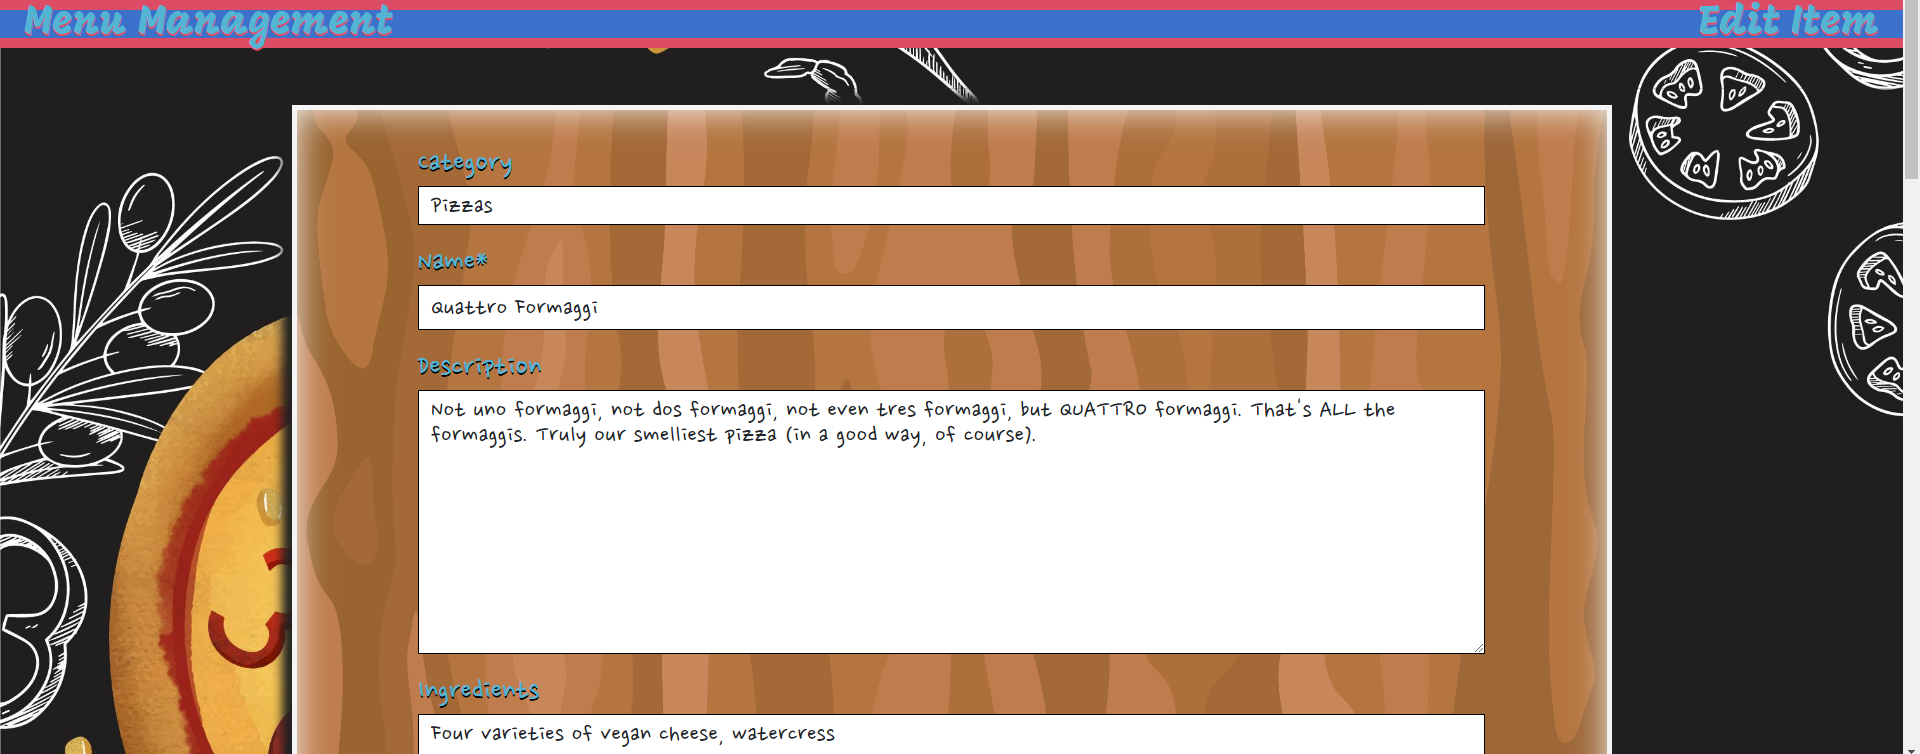 Menu Management
Edit Item
Category
Pizzas
Name*
Quattro Formaggi
Description
Not uno formaggi, not dos formaggi, not even tres formaggi, but QUATTRO formaggi. That's ALL the
formaggis. Truly our smelliest pizza (in a good way, of course).
Ingredients
Four varieties of vegan cheese, watercress